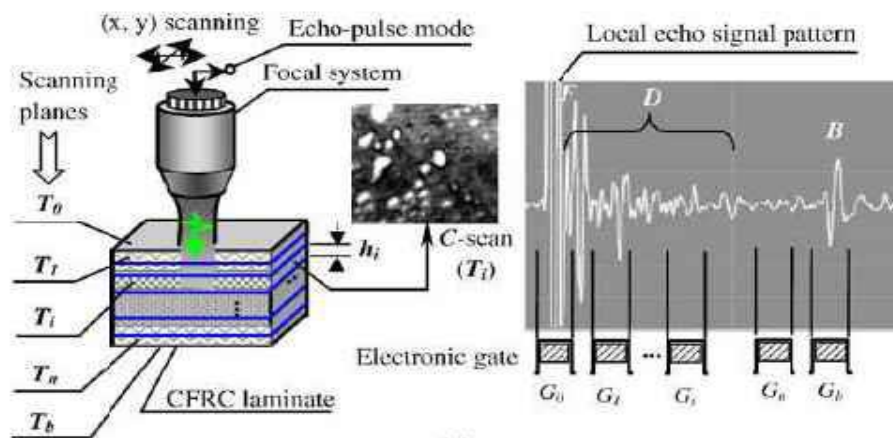 (x, y) scanning
Echo-pulse mode
Focal system
Scanning
planes
T0
T1
Ti
Tn
Tb
CFRC laminate
hi
C-scan
(Ti)
Local echo signal pattern
F
D
B
Electronic gate
...
G0
G1
Gi
Gn
Gb